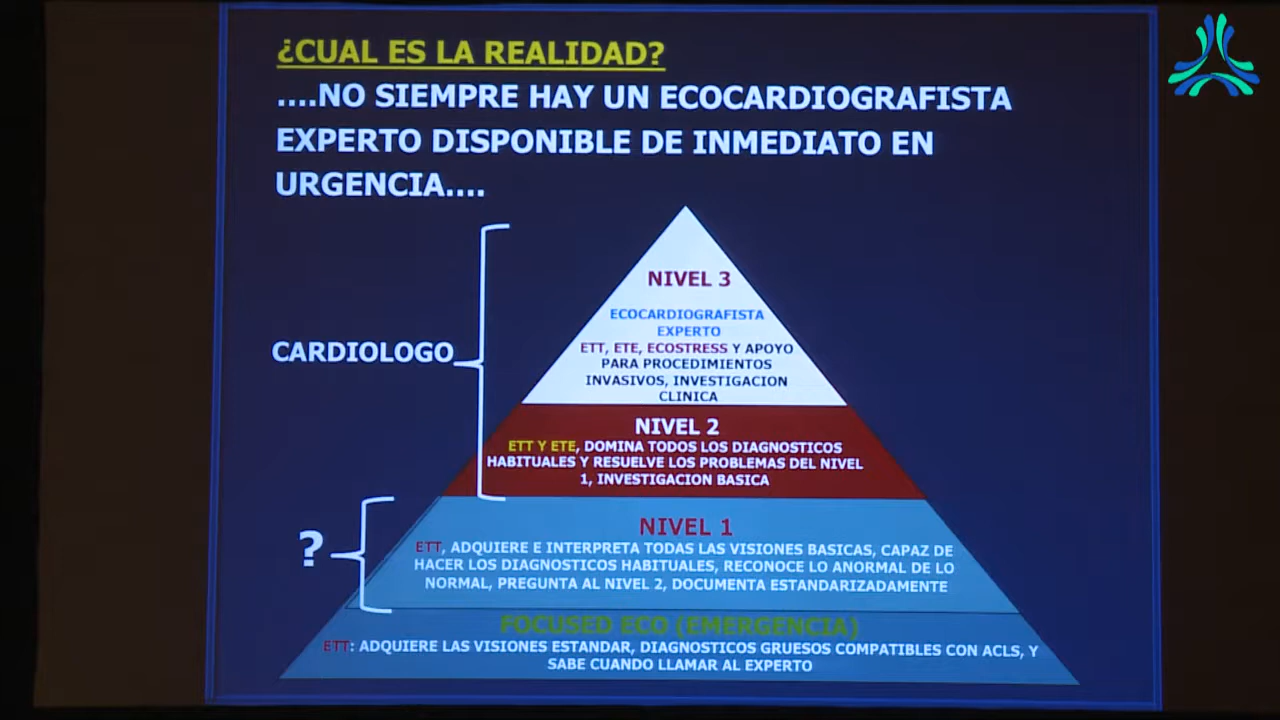 ¿CUAL ES LA REALIDAD?
....NO SIEMPRE HAY UN ECOCARDIOGRAFISTA
EXPERTO DISPONIBLE DE INMEDIATO EN
URGENCIA....
NIVEL 3
ECOCARDIOGRAFISTA
EXPERTO
ETT, ETE, ECOSTRESS Y APOYO
PARA PROCEDIMIENTOS
INVASIVOS, INVESTIGACION
CLINICA
CARDIOLOGO
NIVEL 2
ETT Y ETE, DOMINA TODOS LOS DIAGNOSTICOS
HABITUALES Y RESUELVE LOS PROBLEMAS DEL NIVEL
1, INVESTIGACION BASICA
?
NIVEL 1
ETT, ADQUIERE E INTERPRETA TODAS LAS VISIONES BASICAS, CAPAZ DE
HACER LOS DIAGNOSTICOS HABITUALES, RECONOCE LO ANORMAL DE LO
NORMAL, PREGUNTA AL NIVEL 2, DOCUMENTA ESTANDARIZADAMENTE
FOCUSED ECO (EMERGENCIA)
ETT: ADQUIERE LAS VISIONES ESTANDAR, DIAGNOSTICOS GRUESOS COMPATIBLES CON ACLS, Y
SABE CUANDO LLAMAR AL EXPERTO